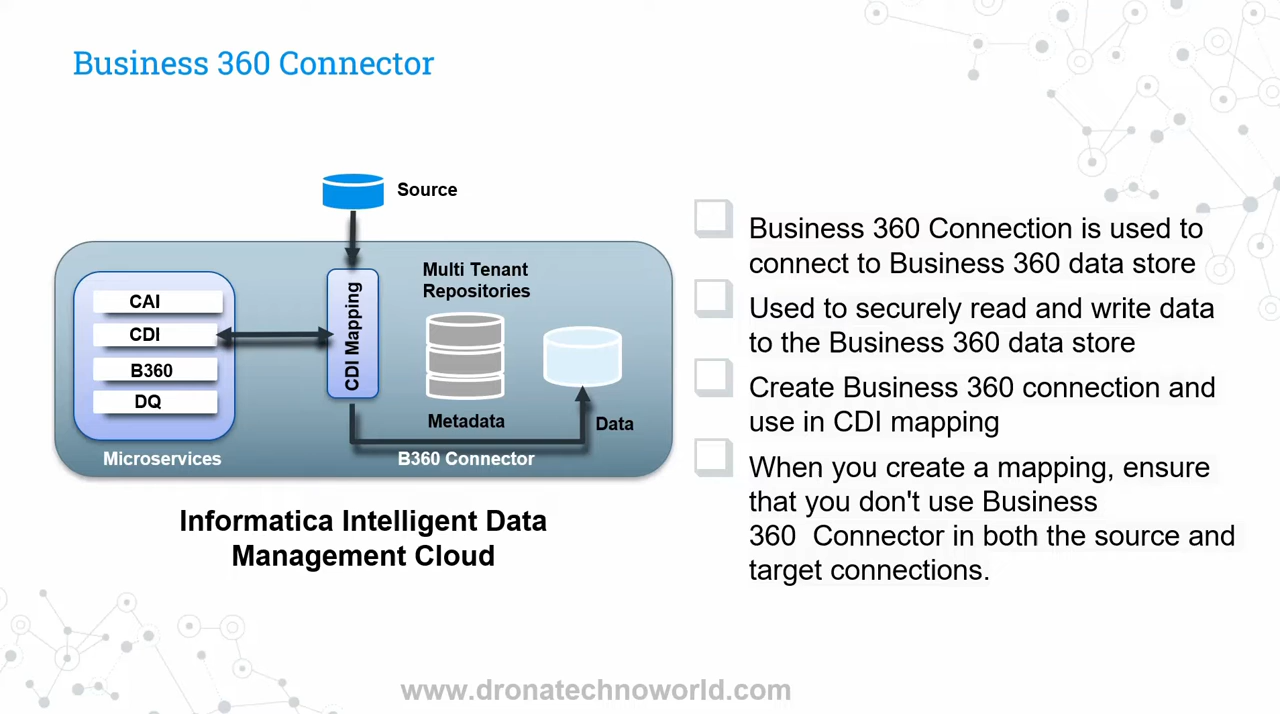 Business 360 Connector
Source
Multi Tenant
Repositories
CAI
CDI
B360
DQ
CDI Mapping
Metadata
Data
Microservices
B360 Connector
Informatica Intelligent Data
Management Cloud
Business 360 Connection is used to
connect to Business 360 data store
Used to securely read and write data
to the Business 360 data store
Create Business 360 connection and
use in CDI mapping
When you create a mapping, ensure
that you don't use Business
360  Connector in both the source and
target connections.
www.dronatechnoworld.com